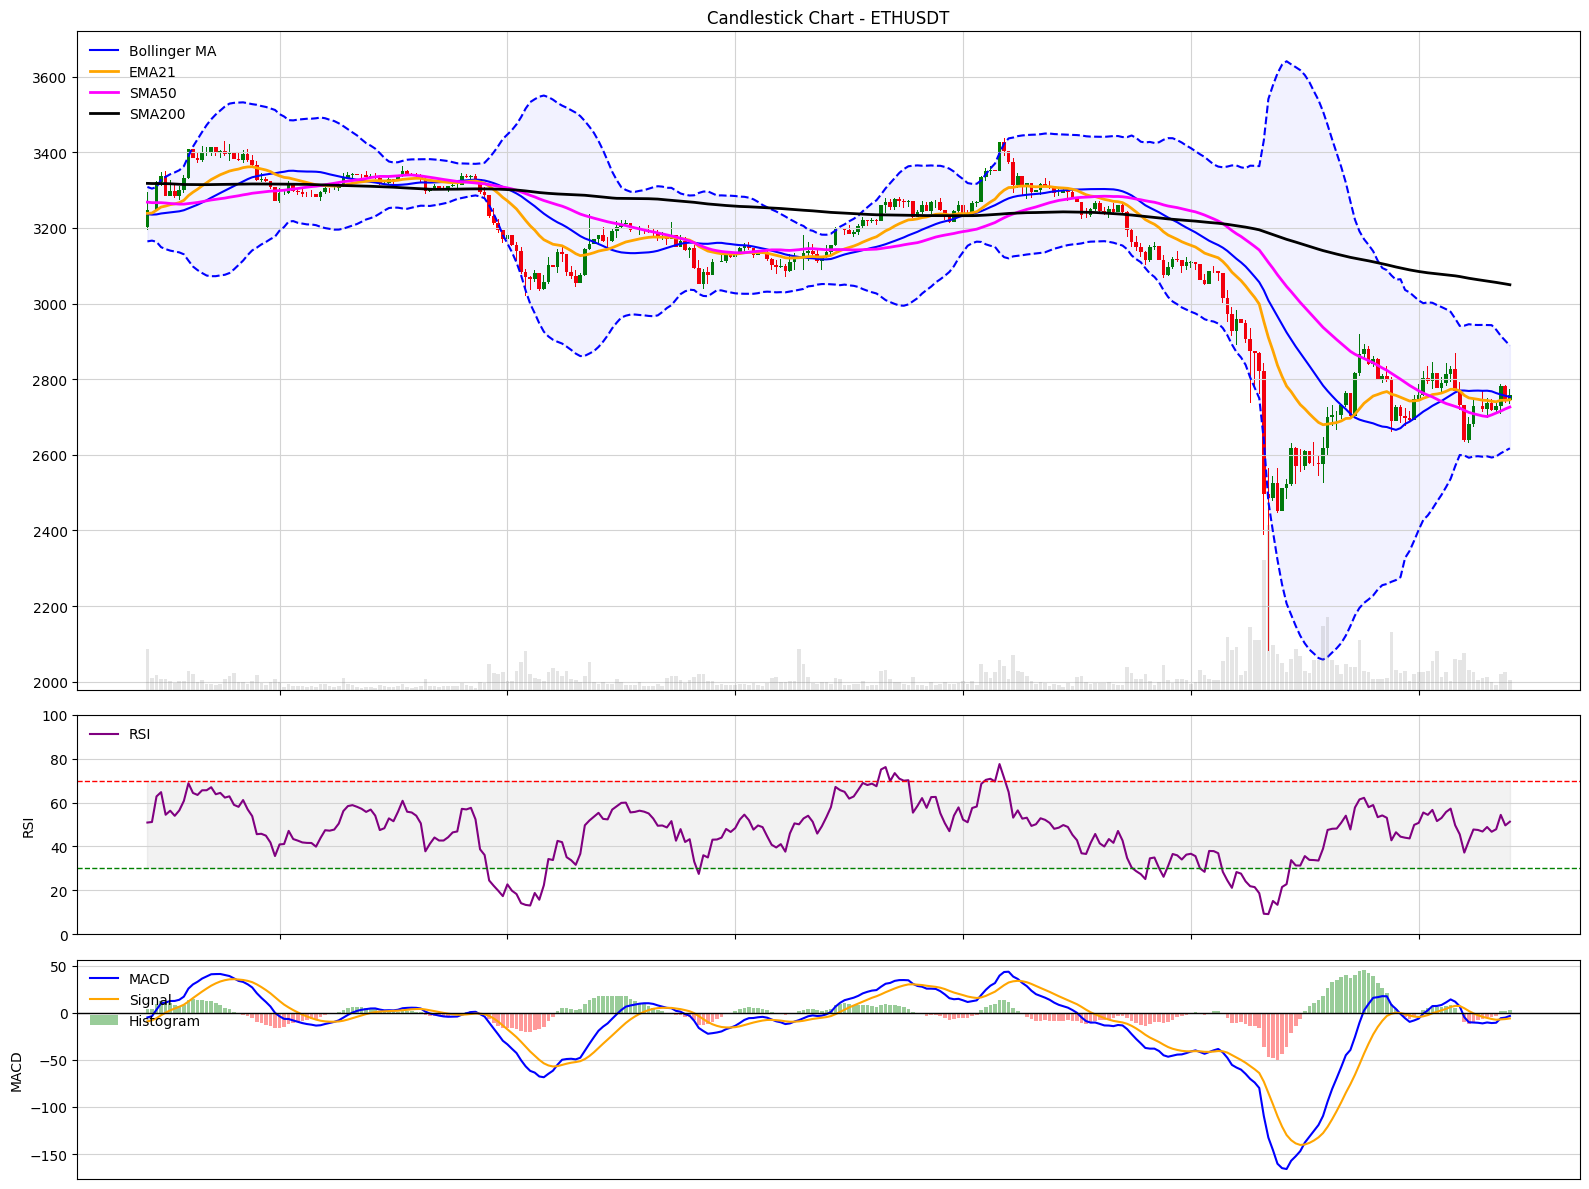 Candlestick Chart - ETHUSDT
Bollinger MA
EMA21
SMA50
SMA200
3600
3400
3200
3000
2800
2600
2400
2200
2000
RSI
100
80
60
40
20
0
RSI
MACD
Signal
Histogram
50
0
−50
−100
−150
MACD